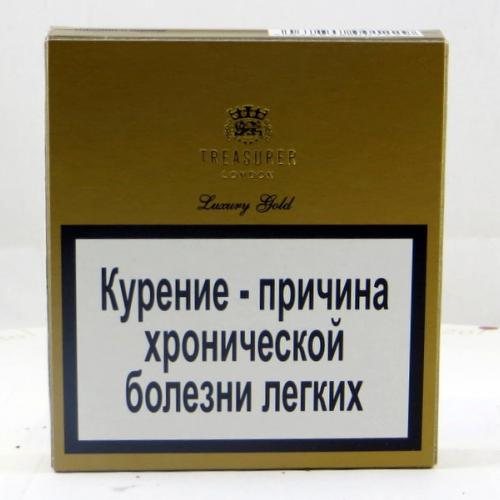 TREASURER
LONDON
Luxury Gold
Курение - причина
хронической
болезни легких